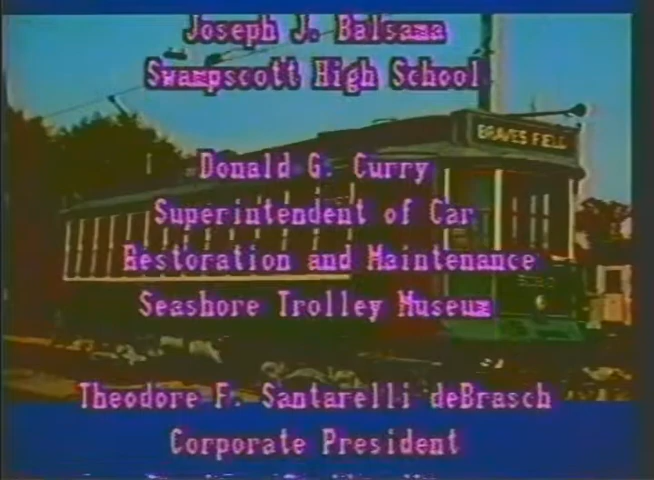 Joseph J. Balsama
Swampscott High School
BRAVES FIELD
Donald G. Curry
Superintendent of Car
Restoration and Maintenance
Seashore Trolley Museum
Theodore F. Santarelli deBrasch
Corporate President